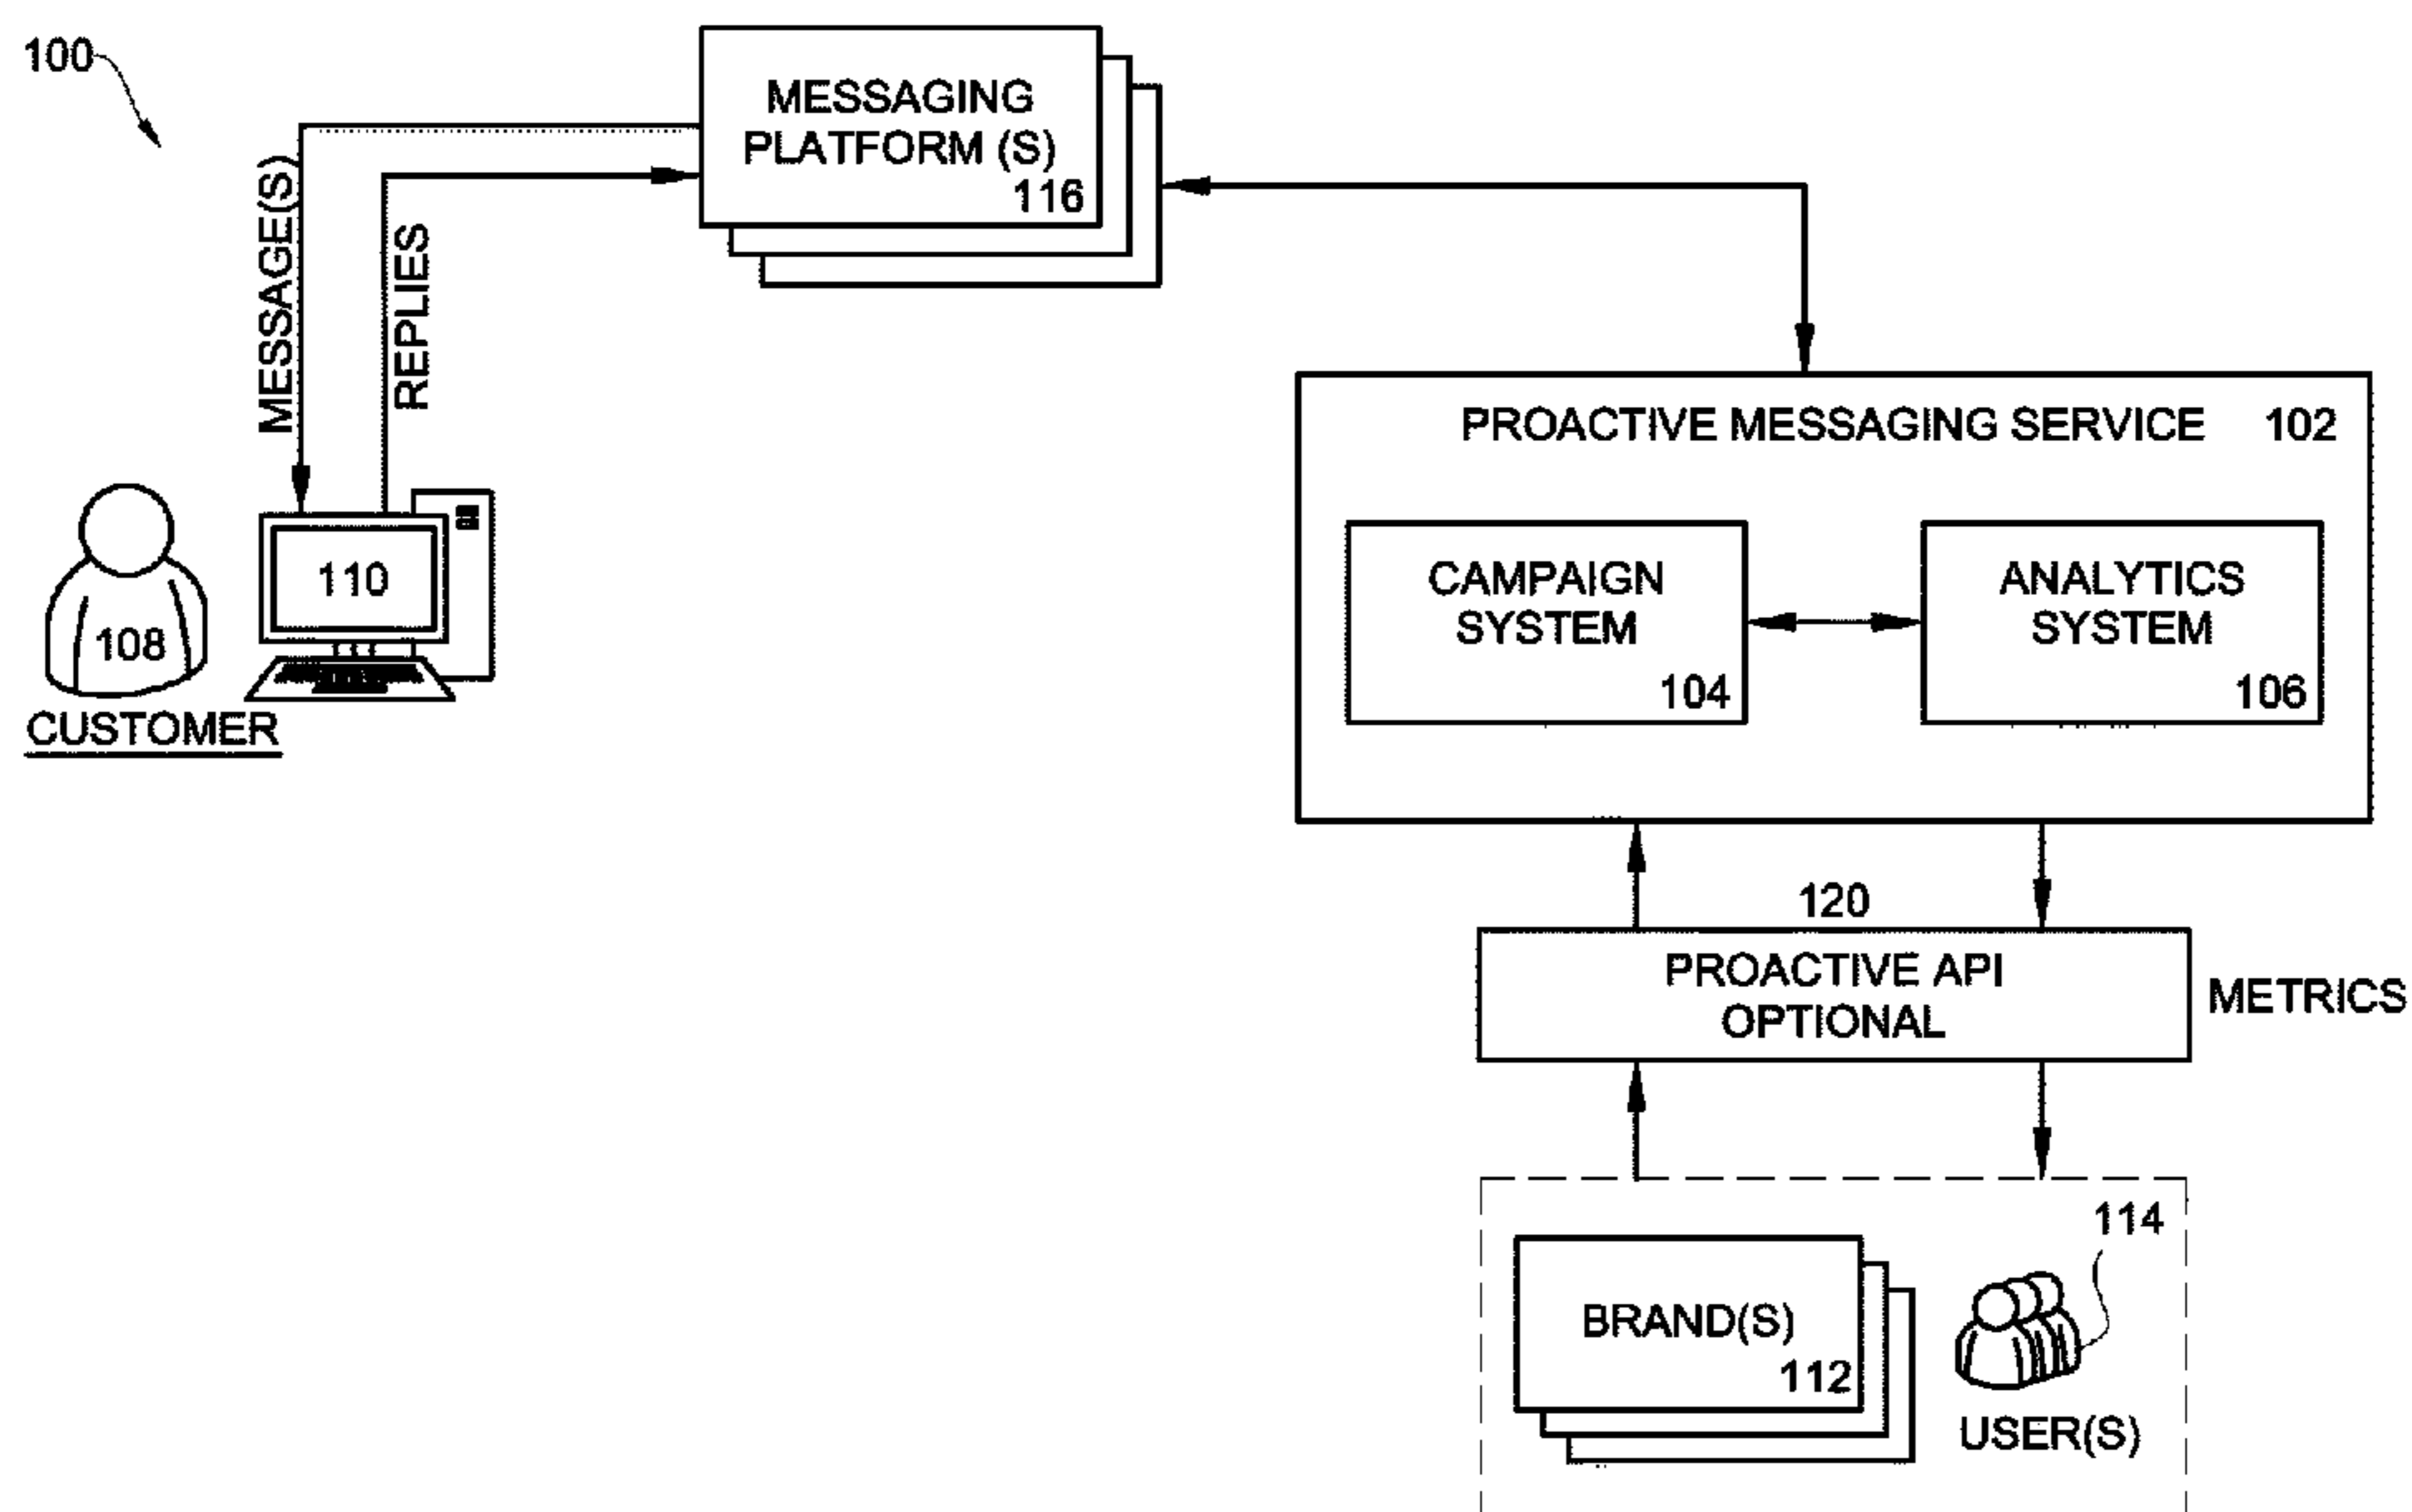 100
MESSAGING
PLATFORM (S)
116
MESSAGE(S)
REPLIES
PROACTIVE MESSAGING SERVICE 102
CAMPAIGN
SYSTEM
104
ANALYTICS
SYSTEM
106
110
108
CUSTOMER
120
PROACTIVE API
OPTIONAL
METRICS
114
BRAND(S)
112
USER(S)